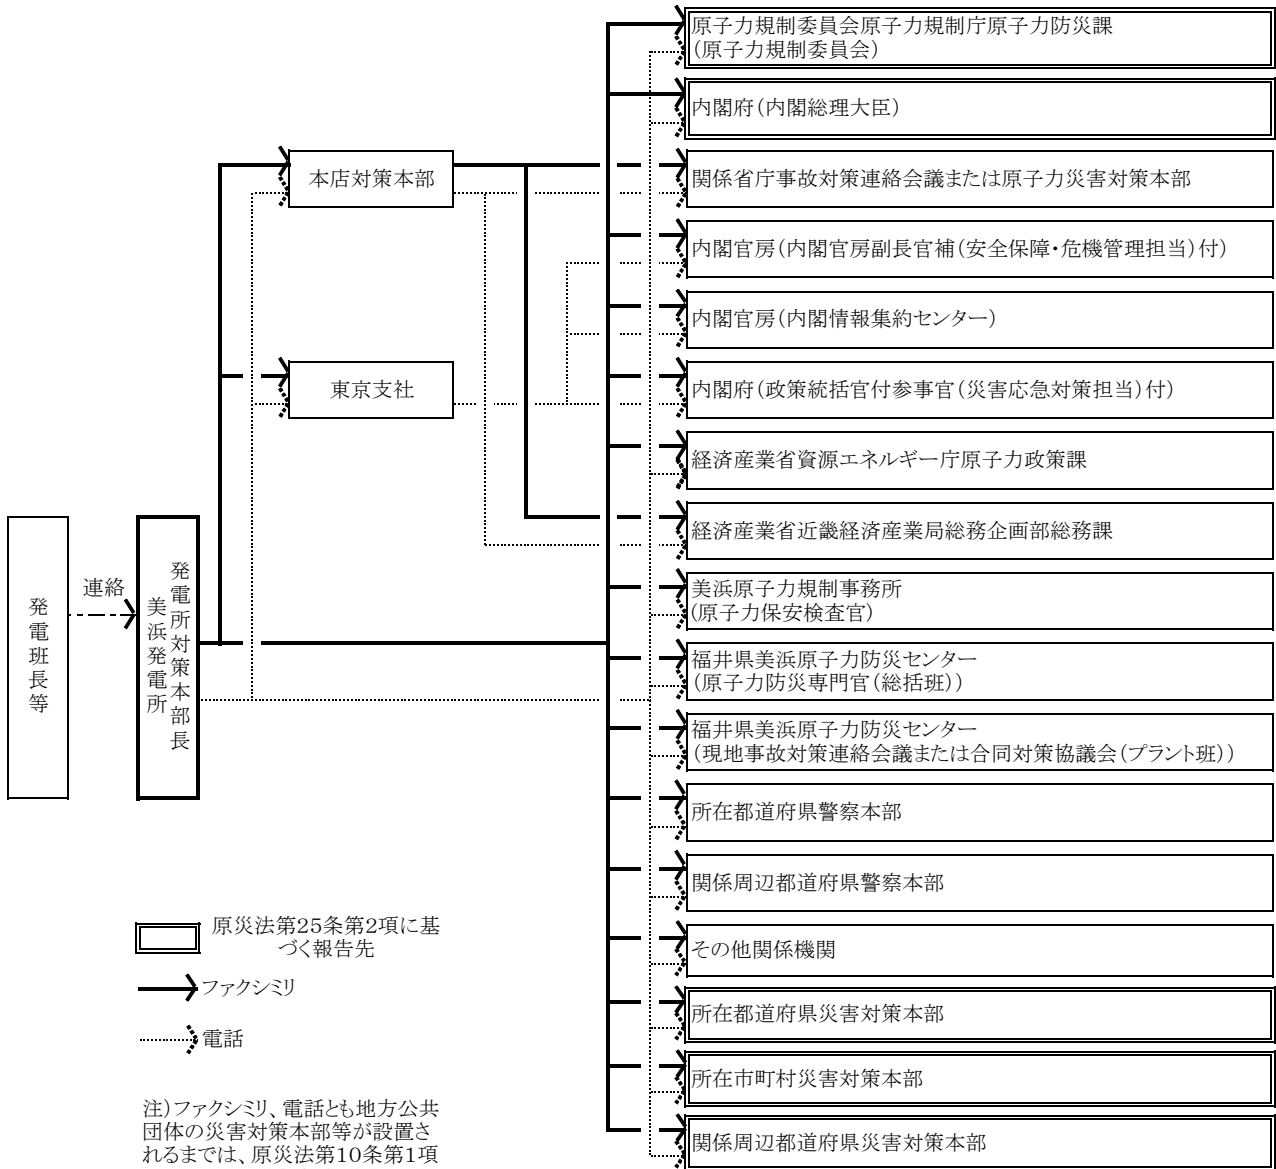 原子力規制委員会原子力規制庁原子力防災課
(原子力規制委員会)
内閣府(内閣総理大臣)
本店対策本部
関係省庁事故対策連絡会議または原子力災害対策本部
内閣官房(内閣官房副長官補(安全保障・危機管理担当)付)
内閣官房(内閣情報集約センター)
東京支社
内閣府(政策統括官付参事官(災害応急対策担当)付)
経済産業省資源エネルギー庁原子力政策課
経済産業省近畿経済産業局総務企画部総務課
発電班長等
連絡
発電所対策本部長
美浜発電所
美浜原子力規制事務所
(原子力保安検査官)
福井県美浜原子力防災センター
(原子力防災専門官(総括班))
福井県美浜原子力防災センター
(現地事故対策連絡会議または合同対策協議会(プラント班))
所在都道府県警察本部
関係周辺都道府県警察本部
その他関係機関
所在都道府県災害対策本部
所在市町村災害対策本部
関係周辺都道府県災害対策本部
原災法第25条第2項に基
づく報告先
ファクシミリ
電話
注)ファクシミリ、電話とも地方公共
団体の災害対策本部等が設置さ
れるまでは、原災法第10条第1項